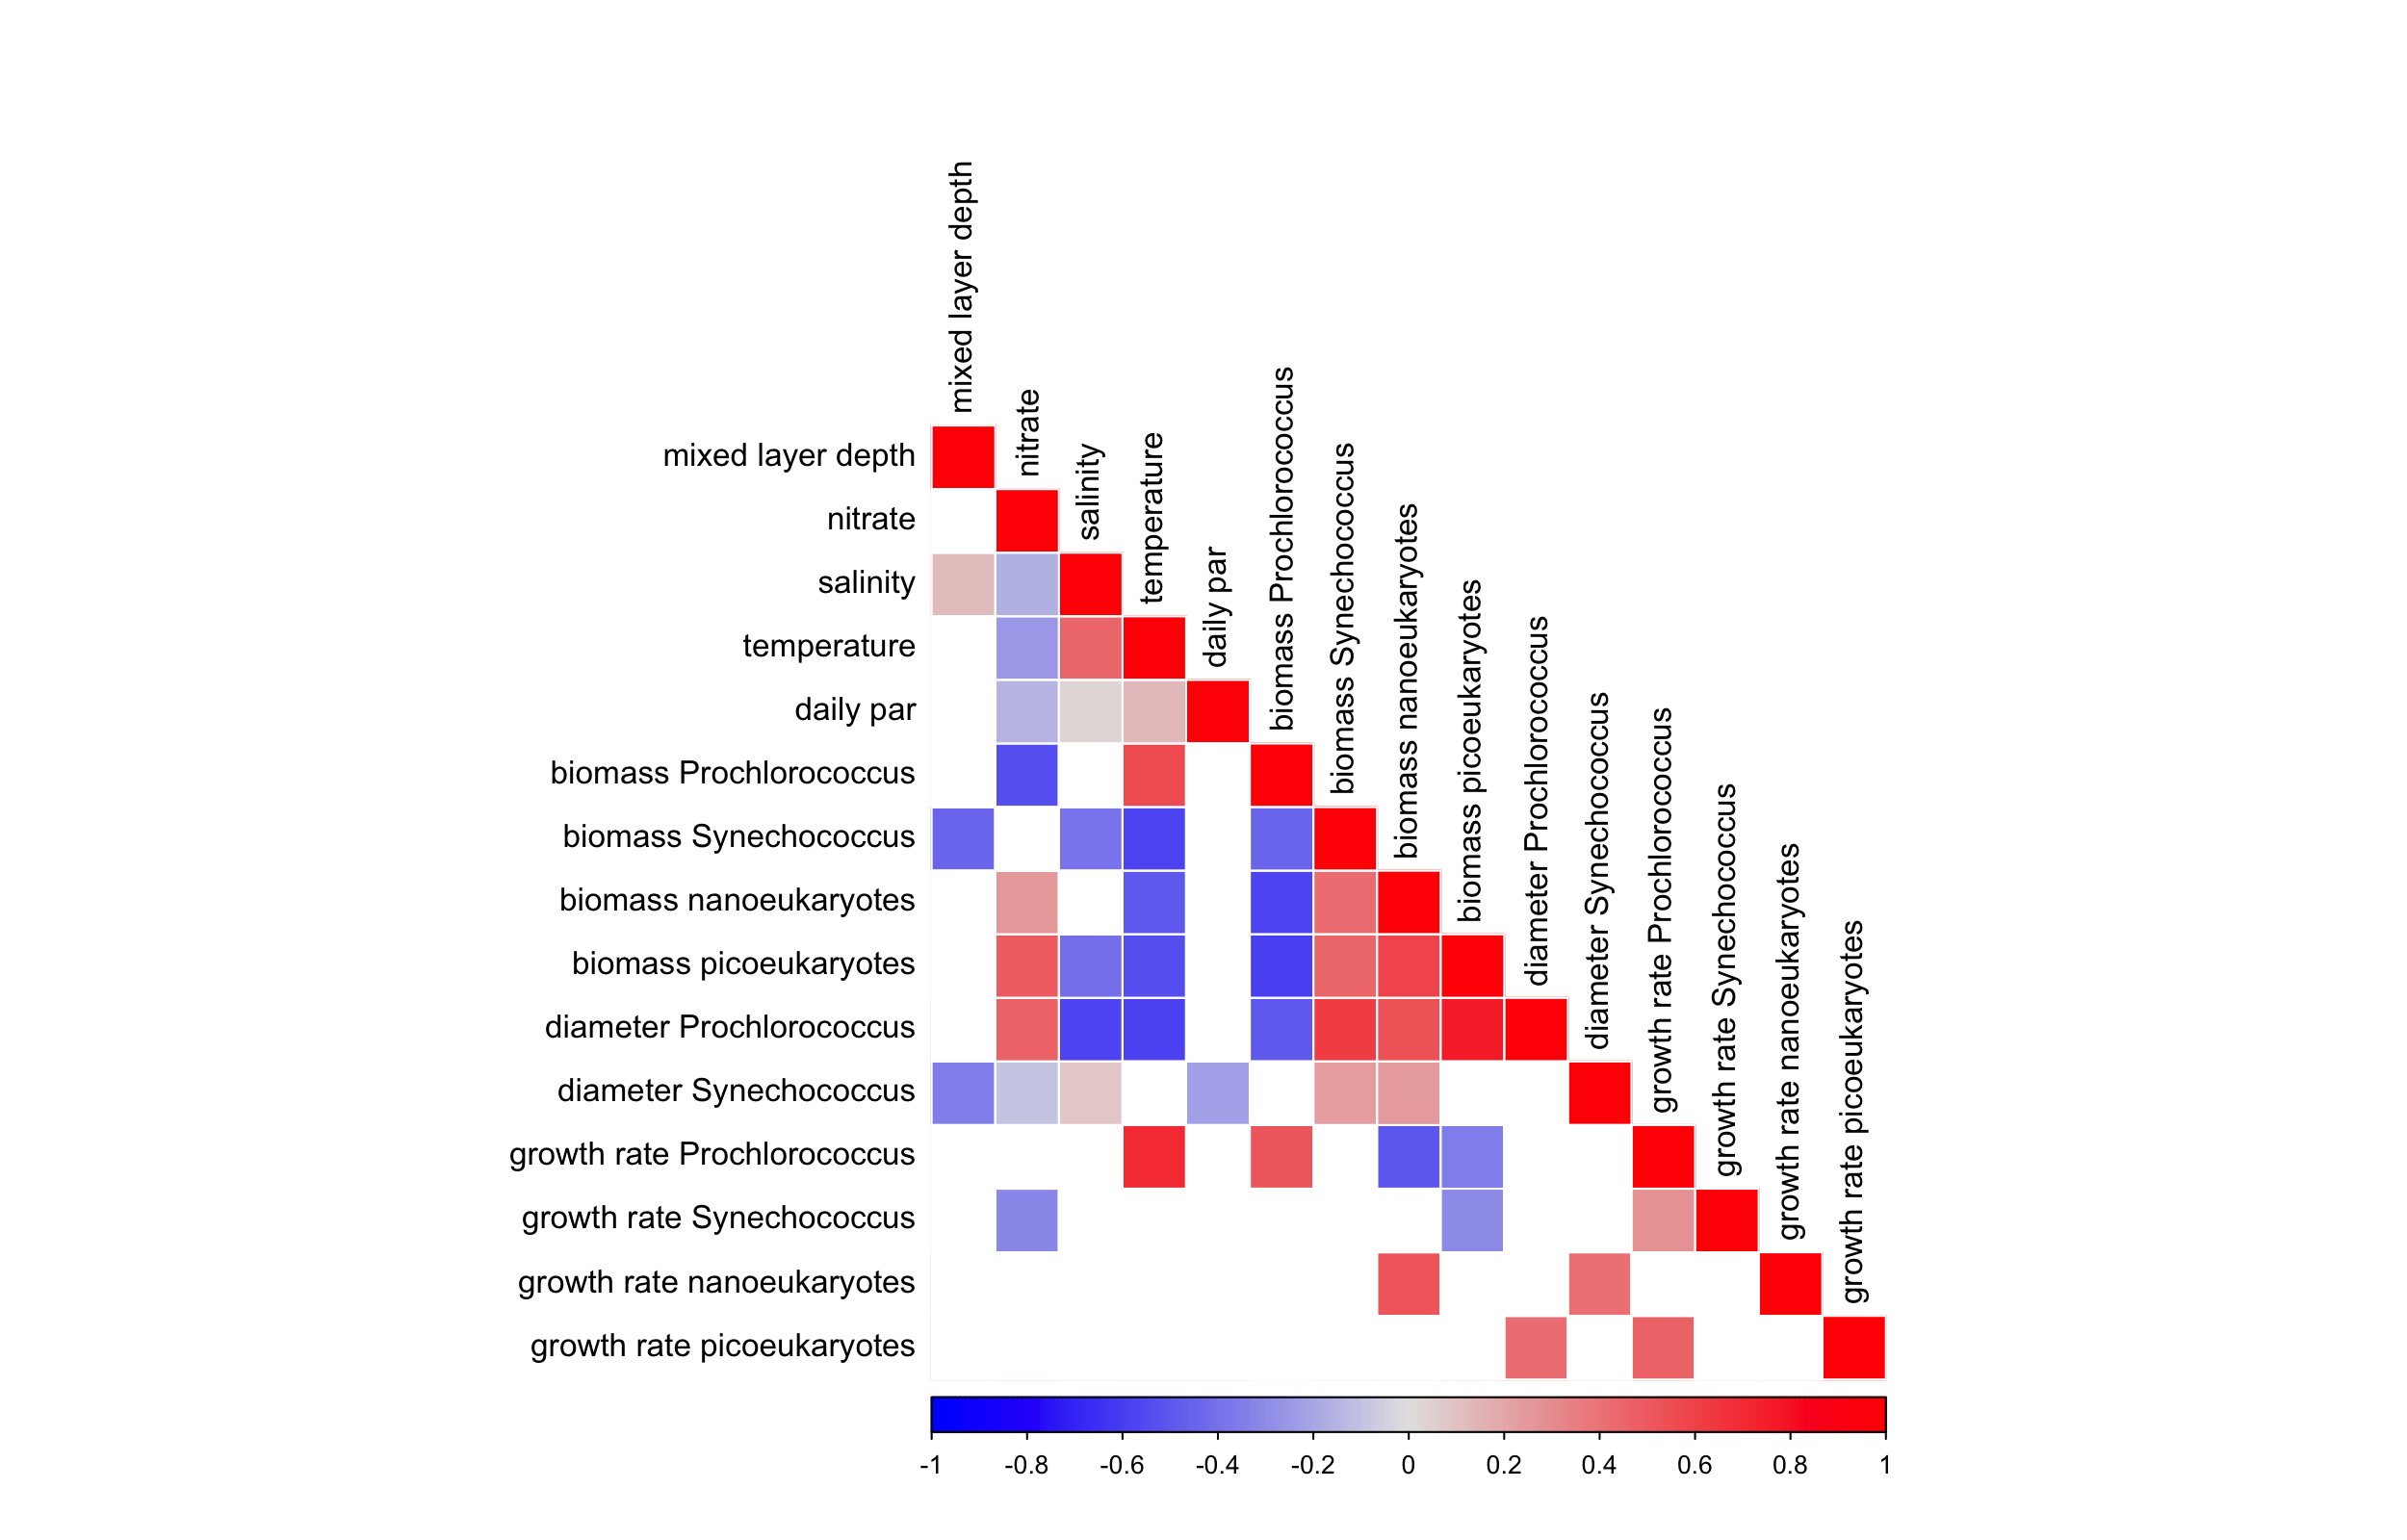 mixed layer depth
nitrate
salinity
temperature
daily par
biomass Prochlorococcus
biomass Synechococcus
biomass nanoeukaryotes
biomass picoeukaryotes
diameter Prochlorococcus
diameter Synechococcus
growth rate Prochlorococcus
growth rate Synechococcus
growth rate nanoeukaryotes
growth rate picoeukaryotes
mixed layer depth
nitrate
salinity
temperature
daily par
biomass Prochlorococcus
biomass Synechococcus
biomass nanoeukaryotes
biomass picoeukaryotes
diameter Prochlorococcus
diameter Synechococcus
growth rate Prochlorococcus
growth rate Synechococcus
growth rate nanoeukaryotes
growth rate picoeukaryotes
-1 -0.8 -0.6 -0.4 -0.2 0 0.2 0.4 0.6 0.8 1